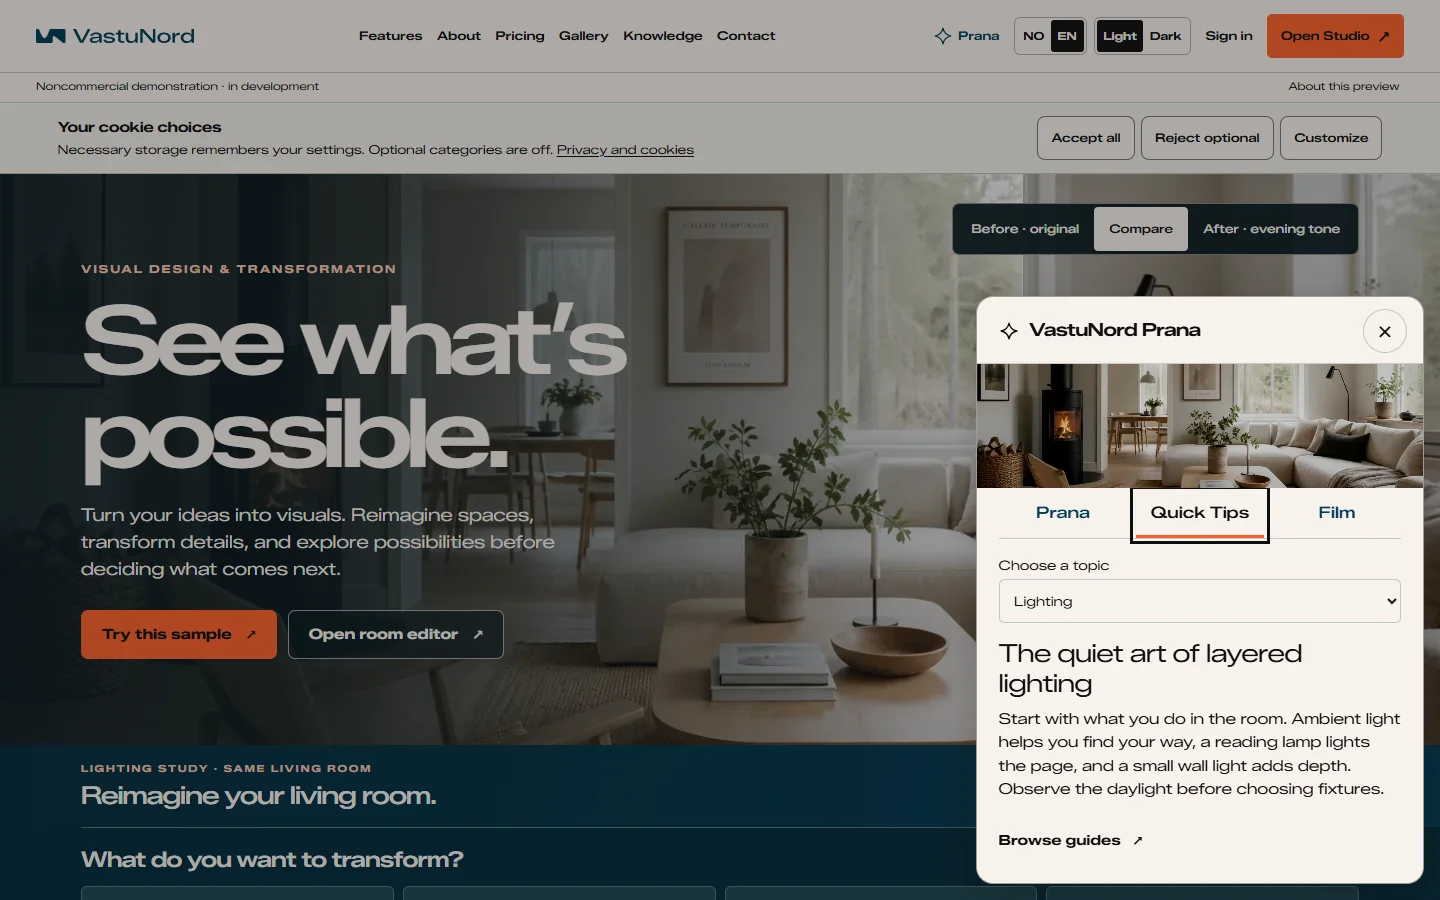 VastuNord
Features About Pricing Gallery Knowledge Contact
Prana
NO EN
Light Dark
Sign in
Open Studio ↗
Noncommercial demonstration · in development
About this preview
Your cookie choices
Necessary storage remembers your settings. Optional categories are off. Privacy and cookies
Accept all
Reject optional
Customize
Before · original
Compare
After · evening tone
VISUAL DESIGN & TRANSFORMATION
See what’s
possible.
Turn your ideas into visuals. Reimagine spaces,
transform details, and explore possibilities before
deciding what comes next.
Try this sample ↗
Open room editor ↗
LIGHTING STUDY · SAME LIVING ROOM
Reimagine your living room.
What do you want to transform?
VastuNord Prana
Prana
Quick Tips
Film
Choose a topic
Lighting
The quiet art of layered
lighting
Start with what you do in the room. Ambient light
helps you find your way, a reading lamp lights
the page, and a small wall light adds depth.
Observe the daylight before choosing fixtures.
Browse guides ↗